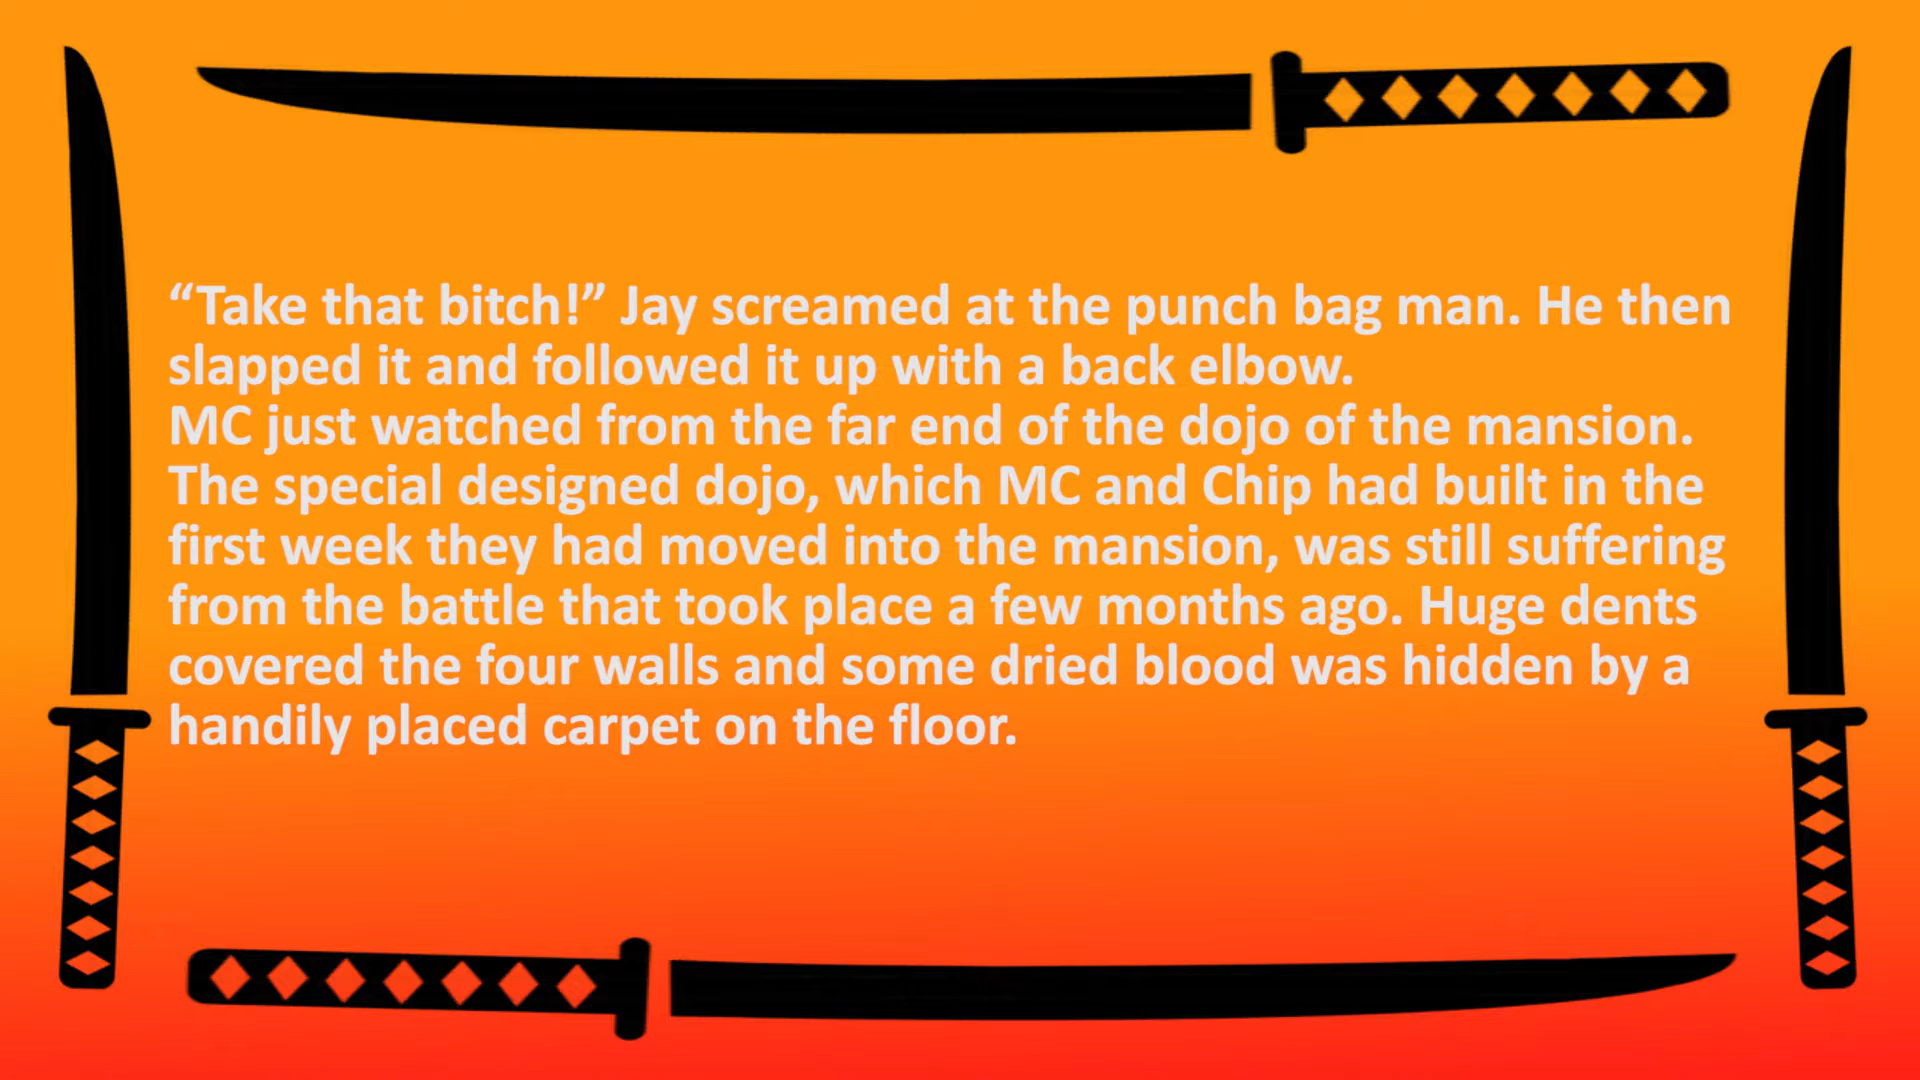 “Take that bitch!” Jay screamed at the punch bag man. He then
slapped it and followed it up with a back elbow.
MC just watched from the far end of the dojo of the mansion.
The special designed dojo, which MC and Chip had built in the
first week they had moved into the mansion, was still suffering
from the battle that took place a few months ago. Huge dents
covered the four walls and some dried blood was hidden by a
handily placed carpet on the floor.